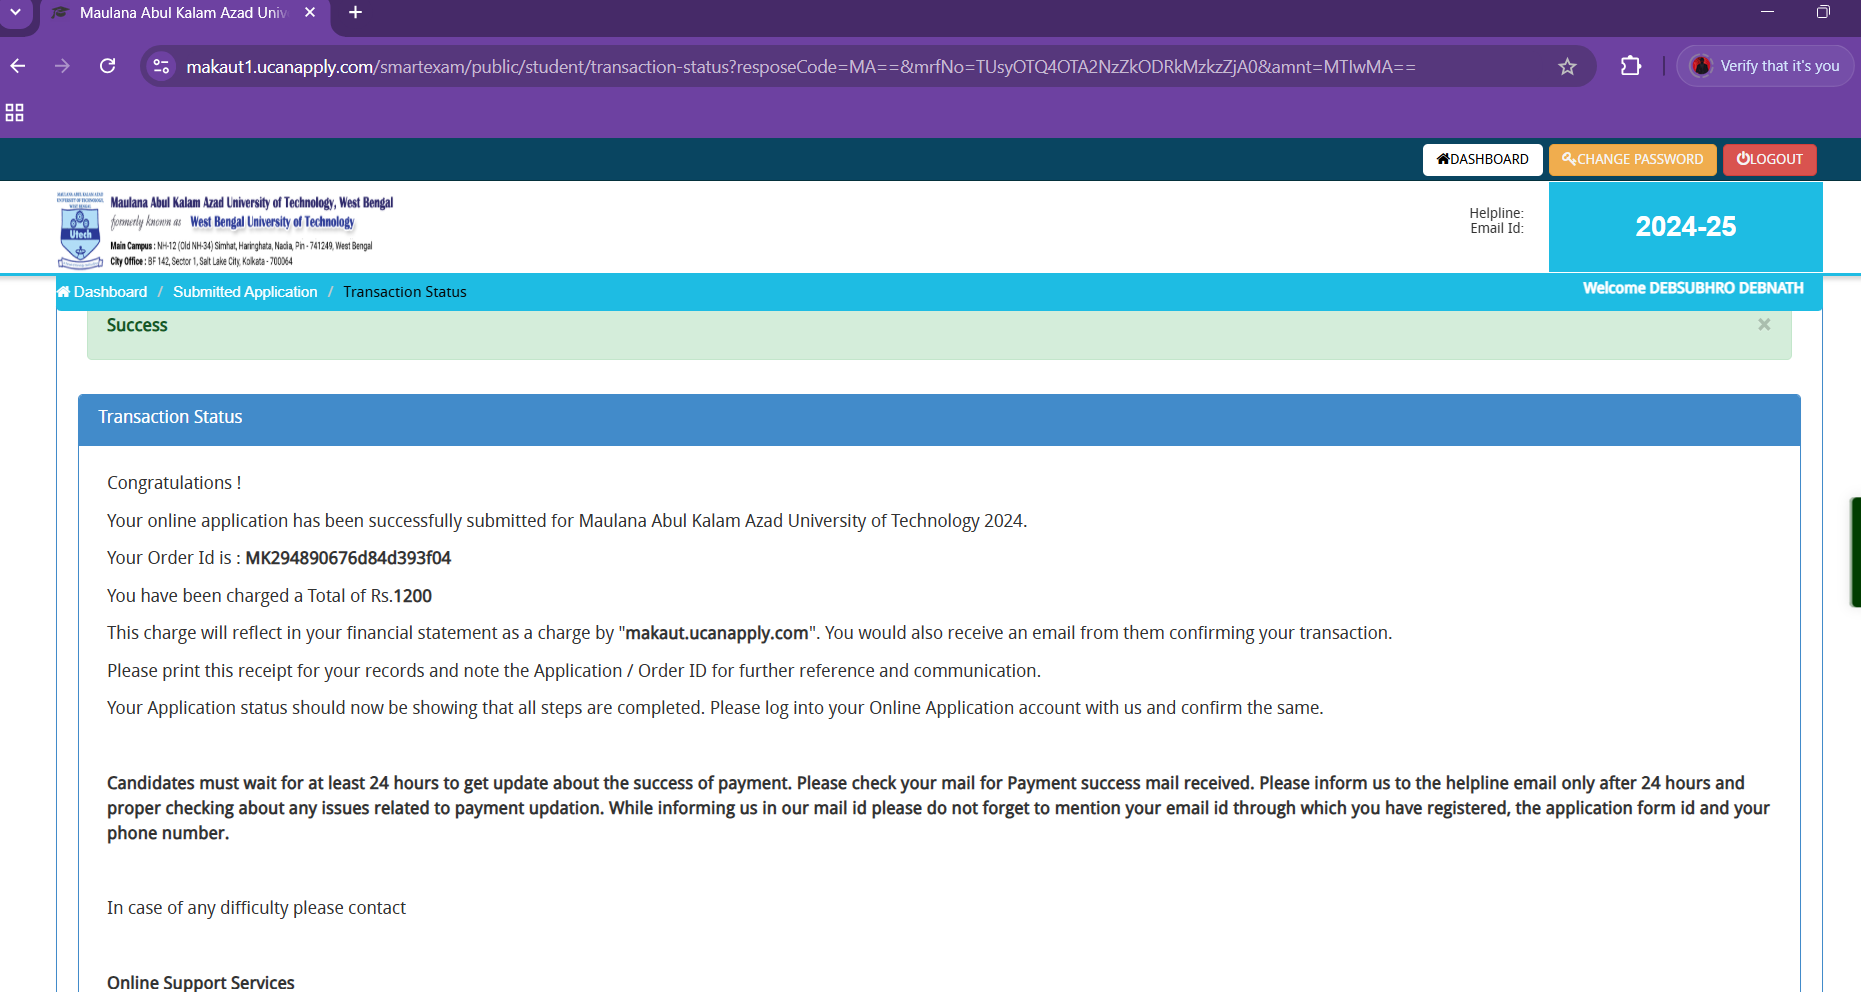 Maulana Abul Kalam Azad Univ
makaut1.ucanapply.com/smartexam/public/student/transaction-status?resposeCode=MA==&mrfNo=TUsyOTQ4OTA2NzZkODRkMzkzZjA0&amnt=MTIwMA==
Verify that it's you
DASHBOARD
CHANGE PASSWORD
LOGOUT
MAULANA ABUL KALAM AZAD
UNIVERSITY OF TECHNOLOGY,
WEST BENGAL
Utech
Maulana Abul Kalam Azad University of Technology, West Bengal
formerly known as West Bengal University of Technology
Main Campus : NH-12 (Old NH-34) Simhat, Haringhata, Nadia, Pin - 741249, West Bengal
City Office : BF 142, Sector 1, Salt Lake City, Kolkata - 700064
Helpline:
Email Id:
2024-25
Dashboard / Submitted Application / Transaction Status
Welcome DEBSUBHRO DEBNATH
Success
×
Transaction Status
Congratulations !
Your online application has been successfully submitted for Maulana Abul Kalam Azad University of Technology 2024.
Your Order Id is : MK294890676d84d393f04
You have been charged a Total of Rs.1200
This charge will reflect in your financial statement as a charge by "makaut.ucanapply.com". You would also receive an email from them confirming your transaction.
Please print this receipt for your records and note the Application / Order ID for further reference and communication.
Your Application status should now be showing that all steps are completed. Please log into your Online Application account with us and confirm the same.
Candidates must wait for at least 24 hours to get update about the success of payment. Please check your mail for Payment success mail received. Please inform us to the helpline email only after 24 hours and
proper checking about any issues related to payment updation. While informing us in our mail id please do not forget to mention your email id through which you have registered, the application form id and your
phone number.
In case of any difficulty please contact
Online Support Services